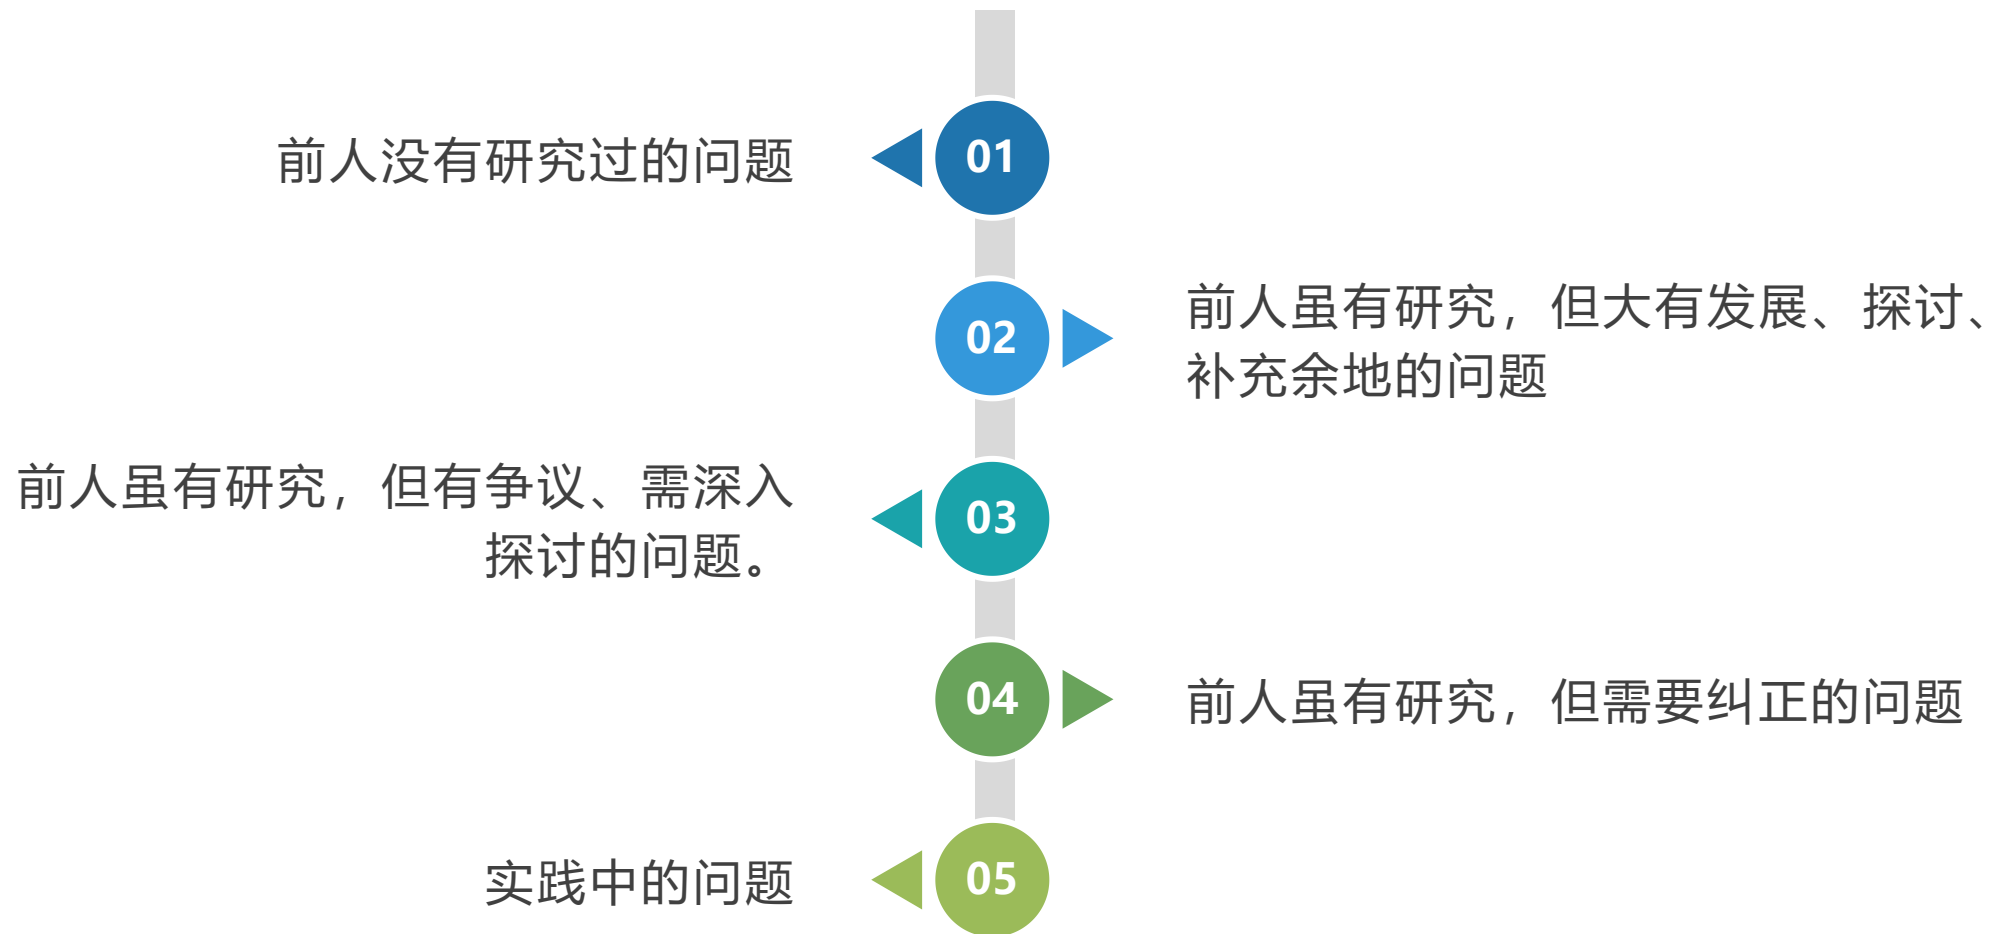 01
前人没有研究过的问题
02
前人虽有研究，但大有发展、探讨、
补充余地的问题
03
前人虽有研究，但有争议、需深入
探讨的问题。
04
前人虽有研究，但需要纠正的问题
05
实践中的问题